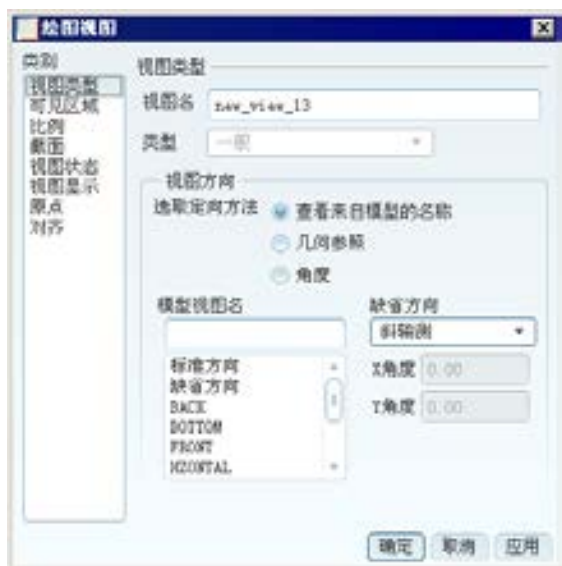 绘图视图
类别
视图类型
可见区域
比例
截面
视图状态
视图显示
原点
对齐
视图类型
视图名 new_view_13
类型 一般
视图方向
选取定向方法 查看来自模型的名称
几何参照
角度
模型视图名
缺省方向
斜轴测
标准方向
缺省方向
BACK
BOTTOM
FRONT
X角度 0.00
Y角度 0.00
确定 取消 应用